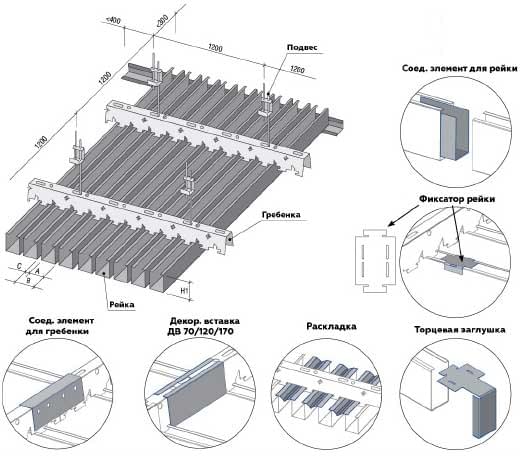 <400
<300
1200
1200
1200
1200
Подвес
Соед. элемент для рейки
Гребенка
Фиксатор рейки
C
A
B
H1
Рейка
Соед. элемент
для гребенки
Декор. вставка
ДВ 70/120/170
Раскладка
Торцевая заглушка